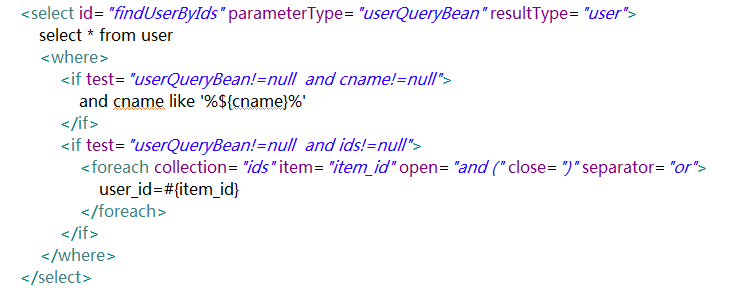 <select id="findUserByIds" parameterType="userQueryBean" resultType="user">
select * from user
<where>
<if test="userQueryBean!=null  and cname!=null">
and cname like '%${cname}%'
</if>
<if test="userQueryBean!=null  and ids!=null">
<foreach collection="ids" item="item_id" open="and (" close=")" separator="or">
user_id=#{item_id}
</foreach>
</if>
</where>
</select>